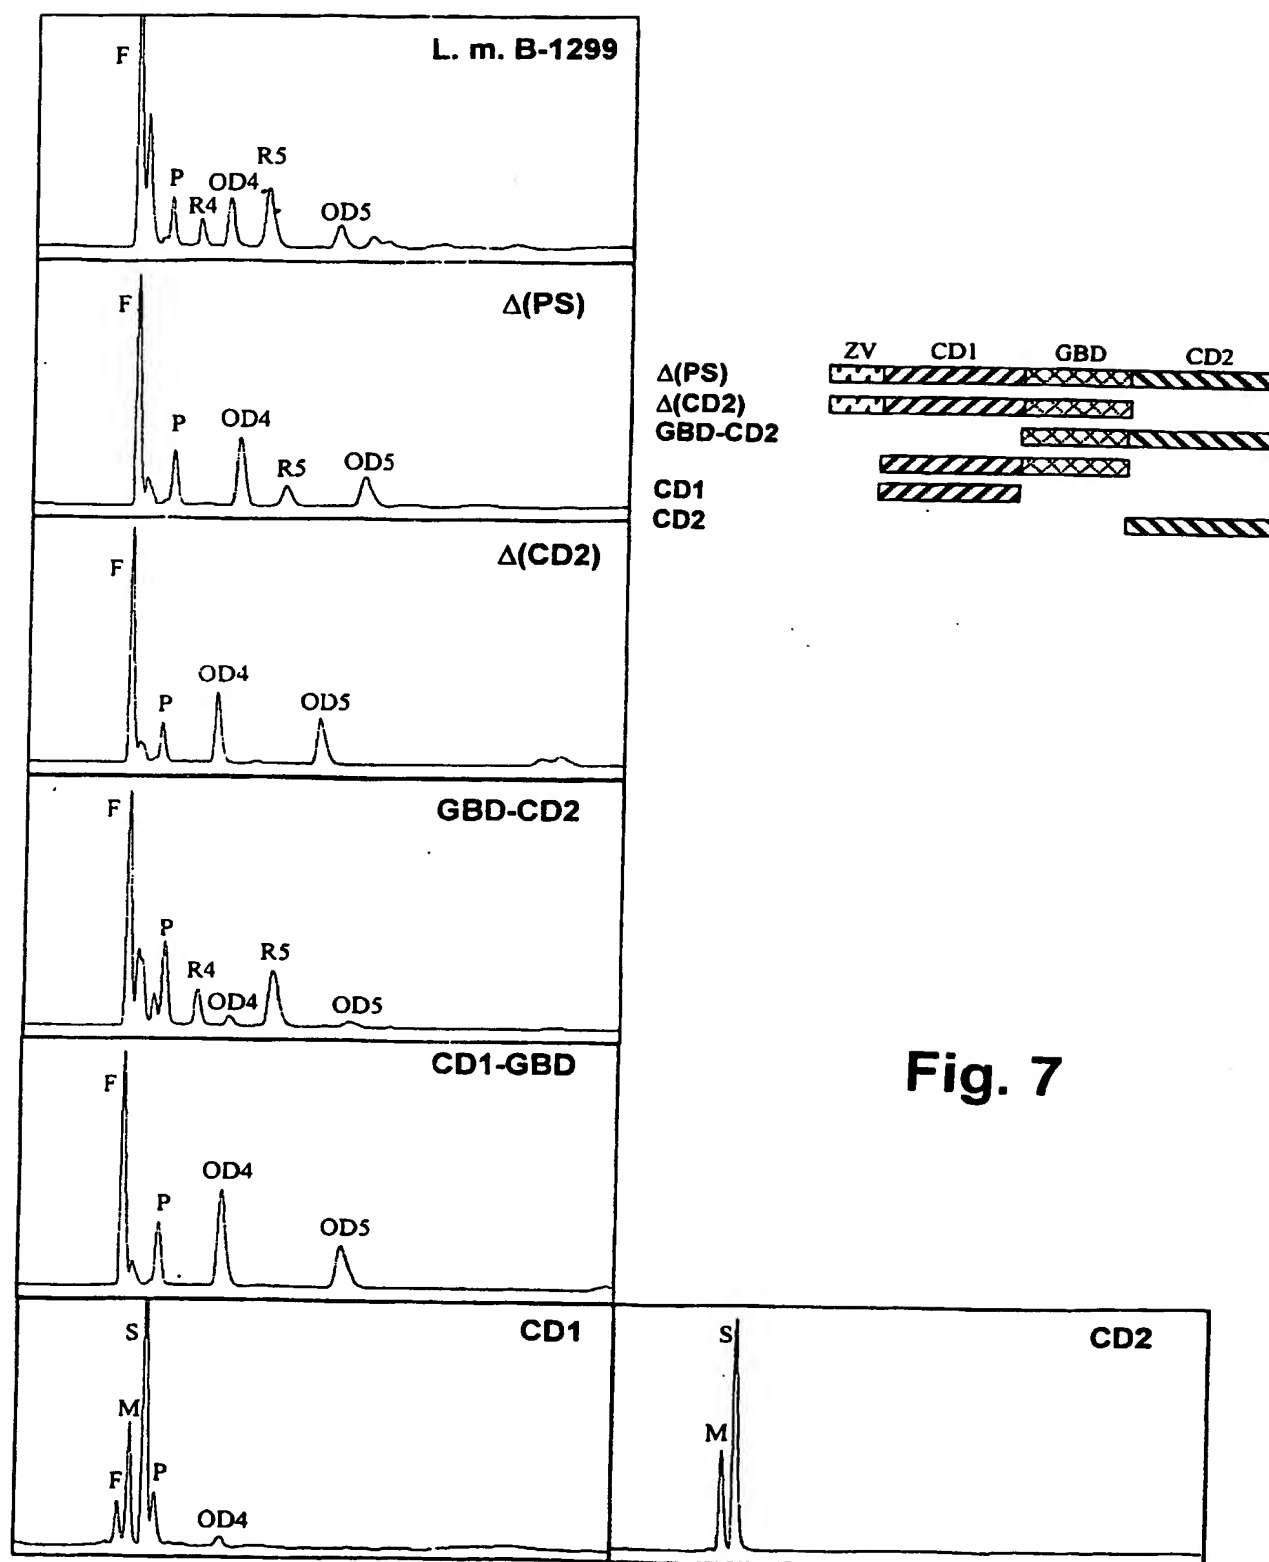 L. m. B-1299
F
R5
P
OD4
R4
OD5
Δ(PS)
F
P
OD4
R5
OD5
ZV CD1 GBD CD2
Δ(PS)
Δ(CD2)
GBD-CD2
CD1
CD2
Δ(CD2)
F
OD4
P
OD5
GBD-CD2
F
P
R4
OD4
R5
OD5
CD1-GBD
F
OD4
P
OD5
Fig. 7
CD1
S
M
F
P
OD4
CD2
S
M